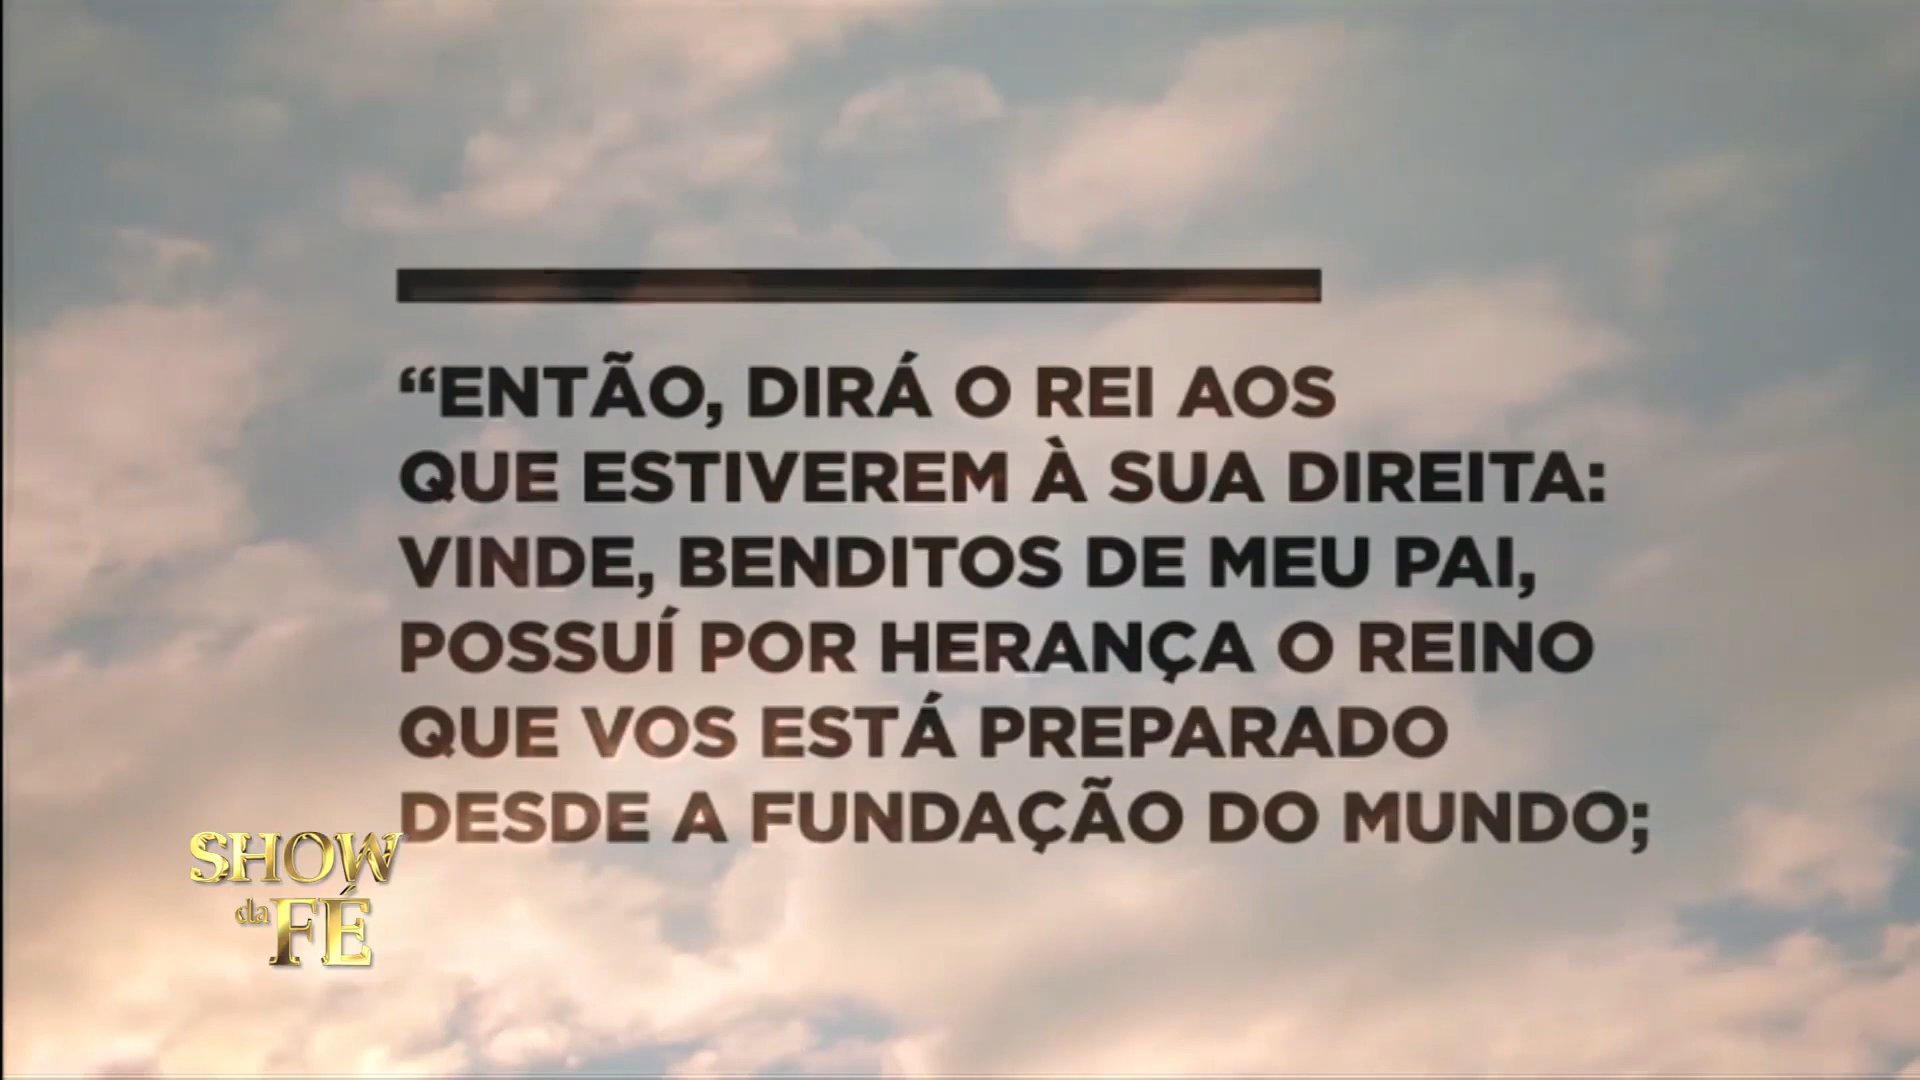 “ENTÃO, DIRÁ O REI AOS
QUE ESTIVEREM À SUA DIREITA:
VINDE, BENDITOS DE MEU PAI,
POSSUÍ POR HERANÇA O REINO
QUE VOS ESTÁ PREPARADO
DESDE A FUNDAÇÃO DO MUNDO;
SHOW
da FÉ